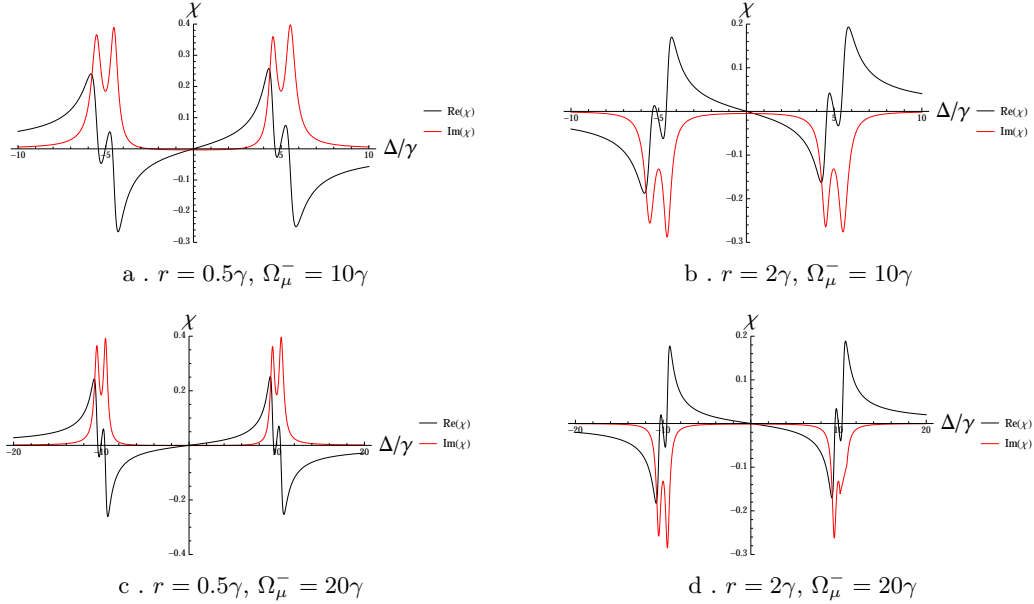 χ
0.4
0.3
0.2
0.1
-0.1
-0.2
-0.3
-10
-5
5
10
Δ/γ
Re(χ)
Im(χ)
a . r = 0.5γ, Ω⁻μ = 10γ
χ
0.2
0.1
-0.1
-0.2
-0.3
-10
-5
5
10
Δ/γ
Re(χ)
Im(χ)
b . r = 2γ, Ω⁻μ = 10γ
χ
0.4
0.2
-0.2
-0.4
-20
-10
10
20
Δ/γ
Re(χ)
Im(χ)
c . r = 0.5γ, Ω⁻μ = 20γ
χ
0.2
0.1
-0.1
-0.2
-0.3
-20
-10
10
20
Δ/γ
Re(χ)
Im(χ)
d . r = 2γ, Ω⁻μ = 20γ